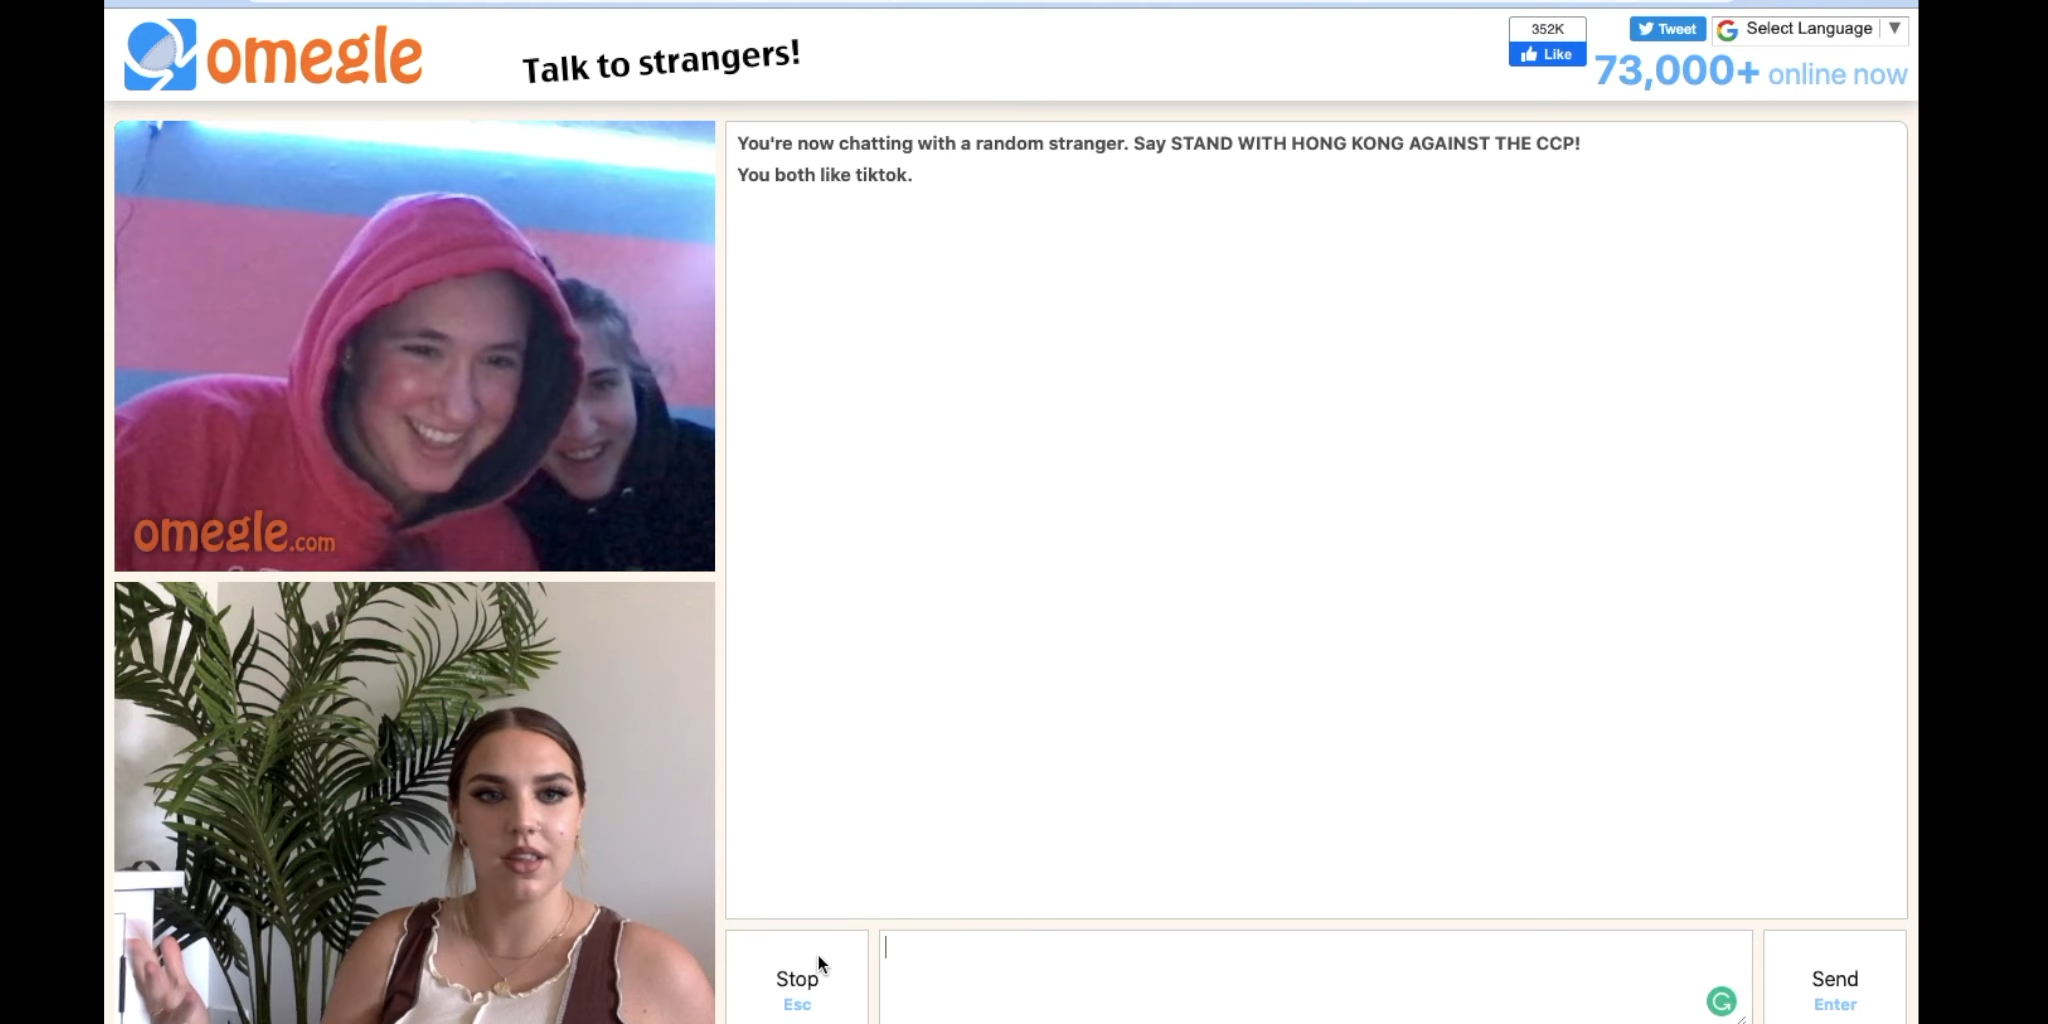 omegle
Talk to strangers!
352K
Like
Tweet
Select Language
73,000+ online now
You're now chatting with a random stranger. Say STAND WITH HONG KONG AGAINST THE CCP!
You both like tiktok.
omegle.com
Stop
Esc
Send
Enter